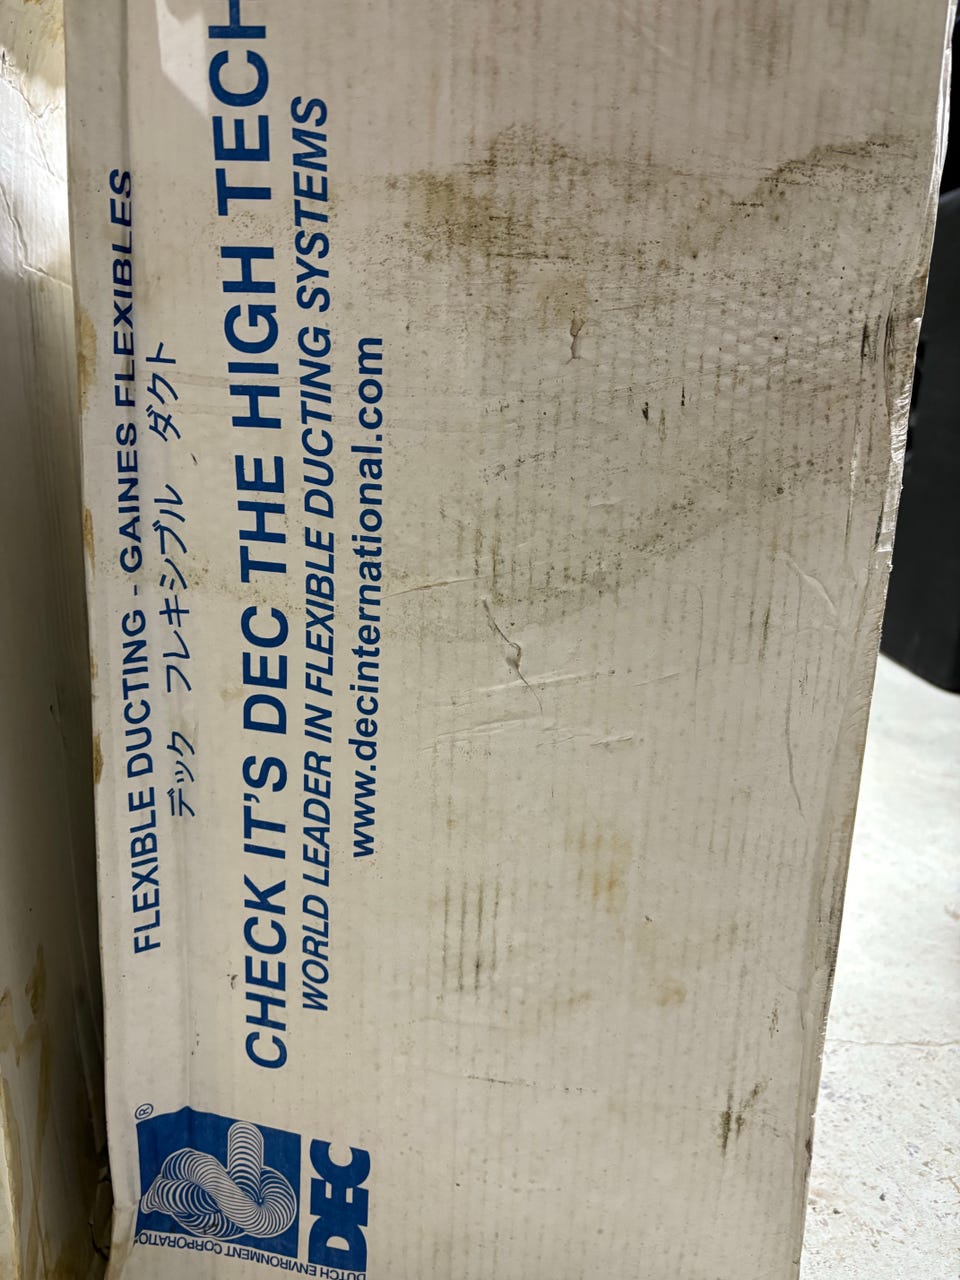 FLEXIBLE DUCTING - GAINES FLEXIBLES
デック フレキシブル ダクト
CHECK IT'S DEC THE HIGH TECH
WORLD LEADER IN FLEXIBLE DUCTING SYSTEMS
www.decinternational.com
®
DEC
DUTCH ENVIRONMENT CORPORATIO